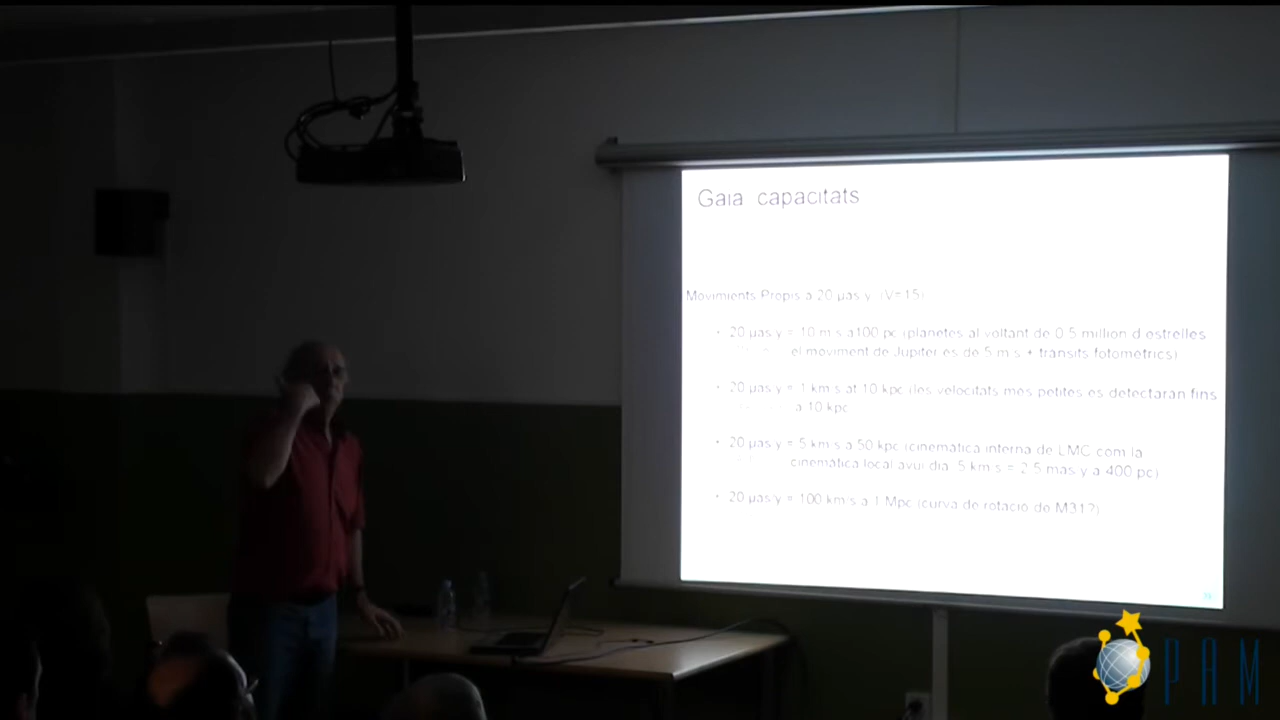 Gaia capacitats
Movimients Propis a 20 µas/y (V=15)
• 20 µas/y = 10 m/s a100 pc (planetes al voltant de 0.5 million d'estrelles
el moviment de Jupiter és de 5 m/s + trànsits fotomètrics)
• 20 µas/y = 1 km/s at 10 kpc (les velocitats més petites es detectaran fins
a 10 kpc
• 20 µas/y = 5 km/s a 50 kpc (cinemàtica interna de LMC com la
cinemàtica local avui dia: 5 km/s = 2.5 mas/y a 400 pc)
• 20 µas/y = 100 km/s a 1 Mpc (curva de rotació de M31?)
PAM